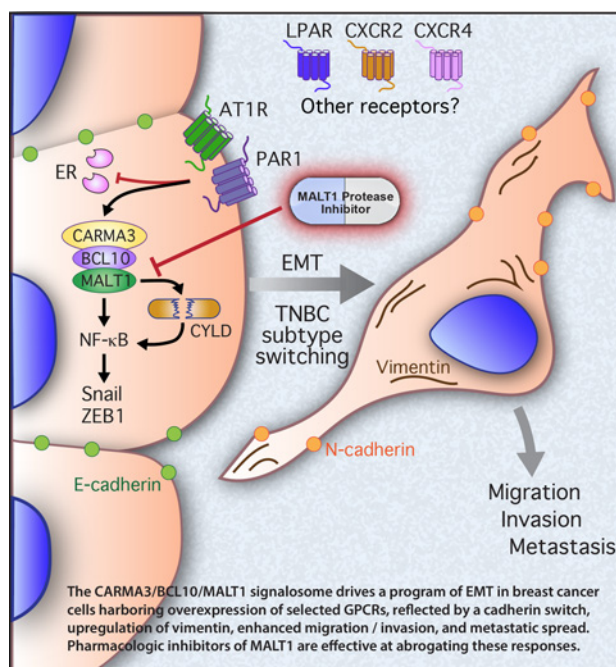 LPAR CXCR2 CXCR4
Other receptors?
AT1R
PAR1
ER
MALT1 Protease
Inhibitor
CARMA3
BCL10
MALT1
CYLD
NF-κB
Snail
ZEB1
EMT
TNBC
subtype
switching
Vimentin
N-cadherin
E-cadherin
Migration
Invasion
Metastasis
The CARMA3/BCL10/MALT1 signalosome drives a program of EMT in breast cancer
cells harboring overexpression of selected GPCRs, reflected by a cadherin switch,
upregulation of vimentin, enhanced migration / invasion, and metastatic spread.
Pharmacologic inhibitors of MALT1 are effective at abrogating these responses.